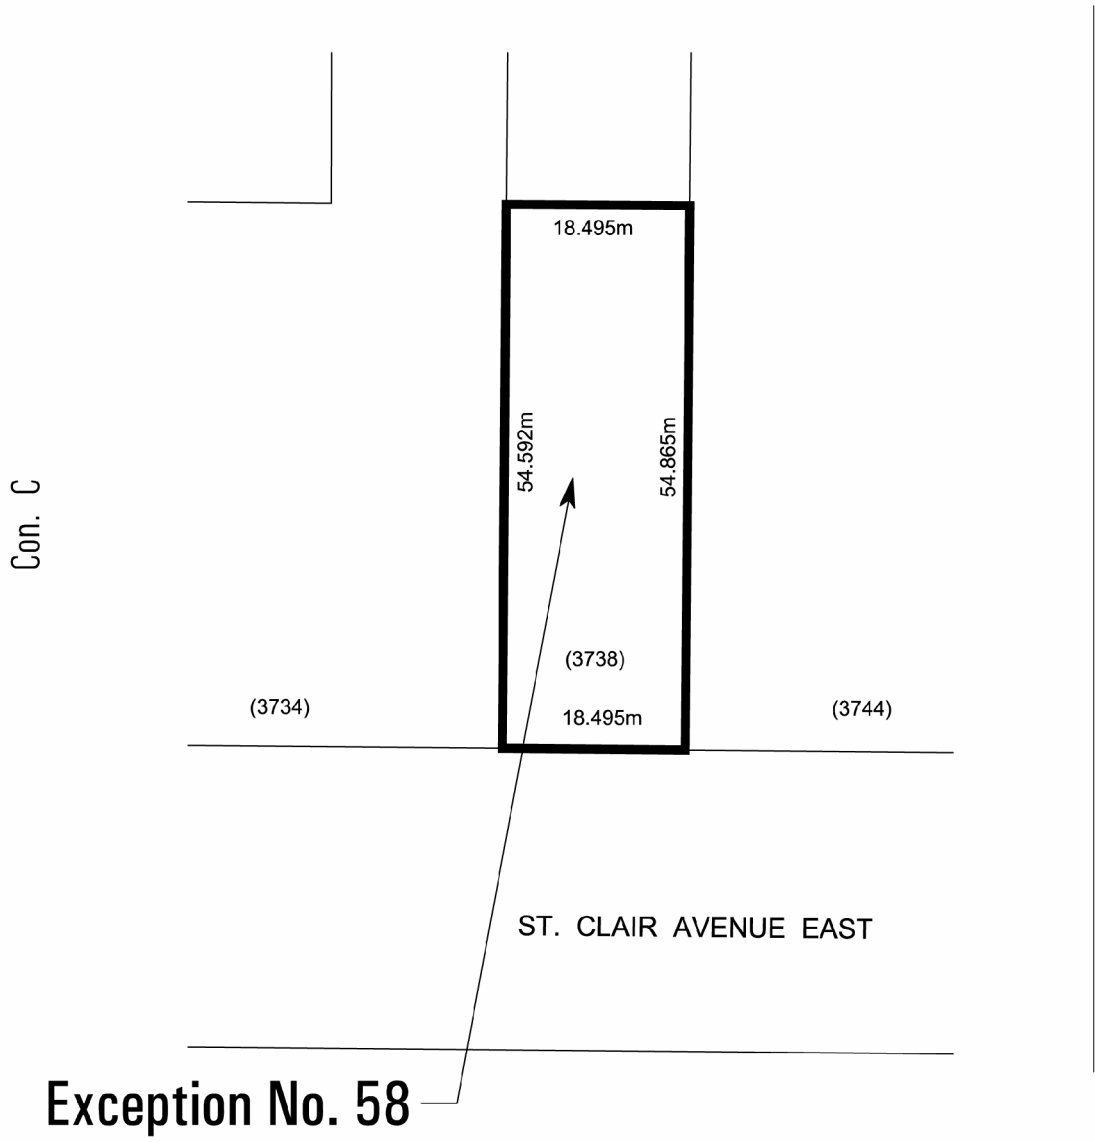 18.495m
54.592m
54.865m
Con. C
(3738)
(3734)
18.495m
(3744)
ST. CLAIR AVENUE EAST
Exception No. 58